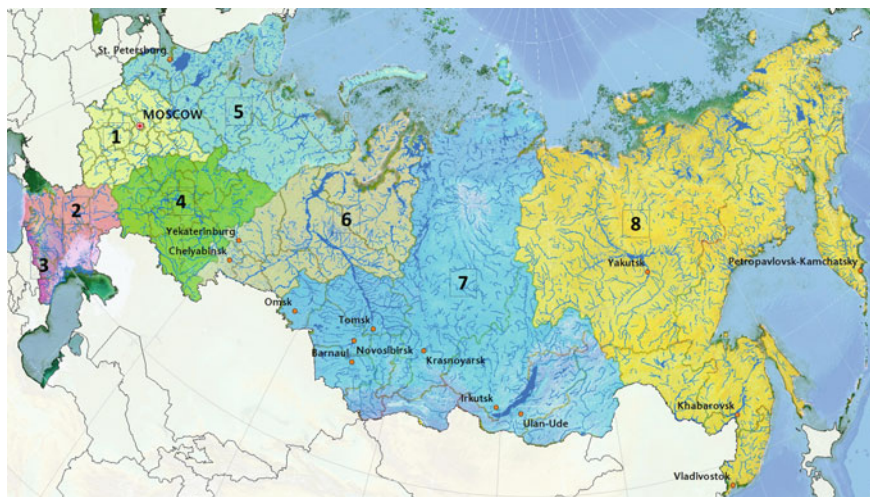 St. Petersburg
MOSCOW
5
1
2
4
Yekaterinburg
Chelyabinsk
6
3
8
Yakutsk
Petropavlovsk-Kamchatsky
7
Omsk
Tomsk
Barnaul
Novosibirsk
Krasnoyarsk
Irkutsk
Ulan-Ude
Khabarovsk
Vladivostok